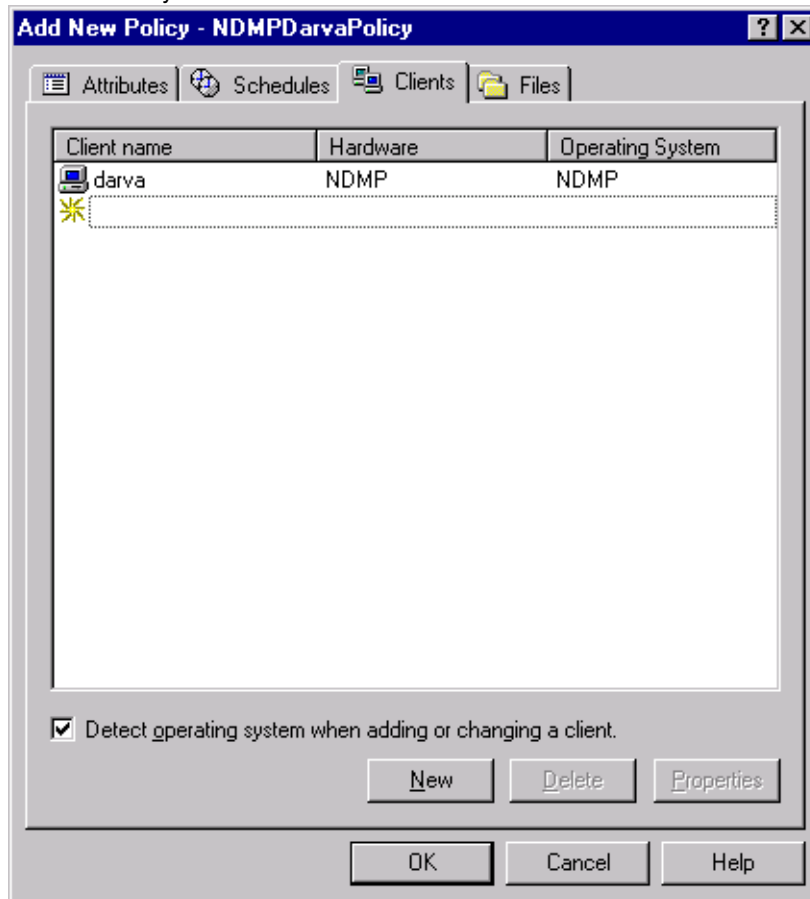 Add New Policy - NDMPDarvaPolicy
Attributes Schedules Clients Files
Client name Hardware Operating System
darva NDMP NDMP
Detect operating system when adding or changing a client.
New Delete Properties
OK Cancel Help